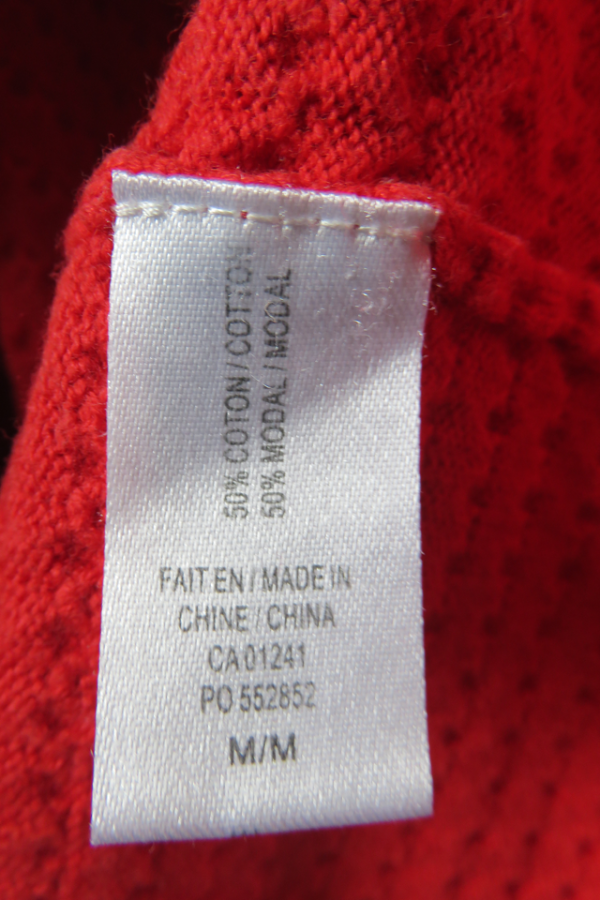 50% COTON / COTTON
50% MODAL / MODAL
FAIT EN / MADE IN
CHINE / CHINA
CA 01241
PO 552852
M/M